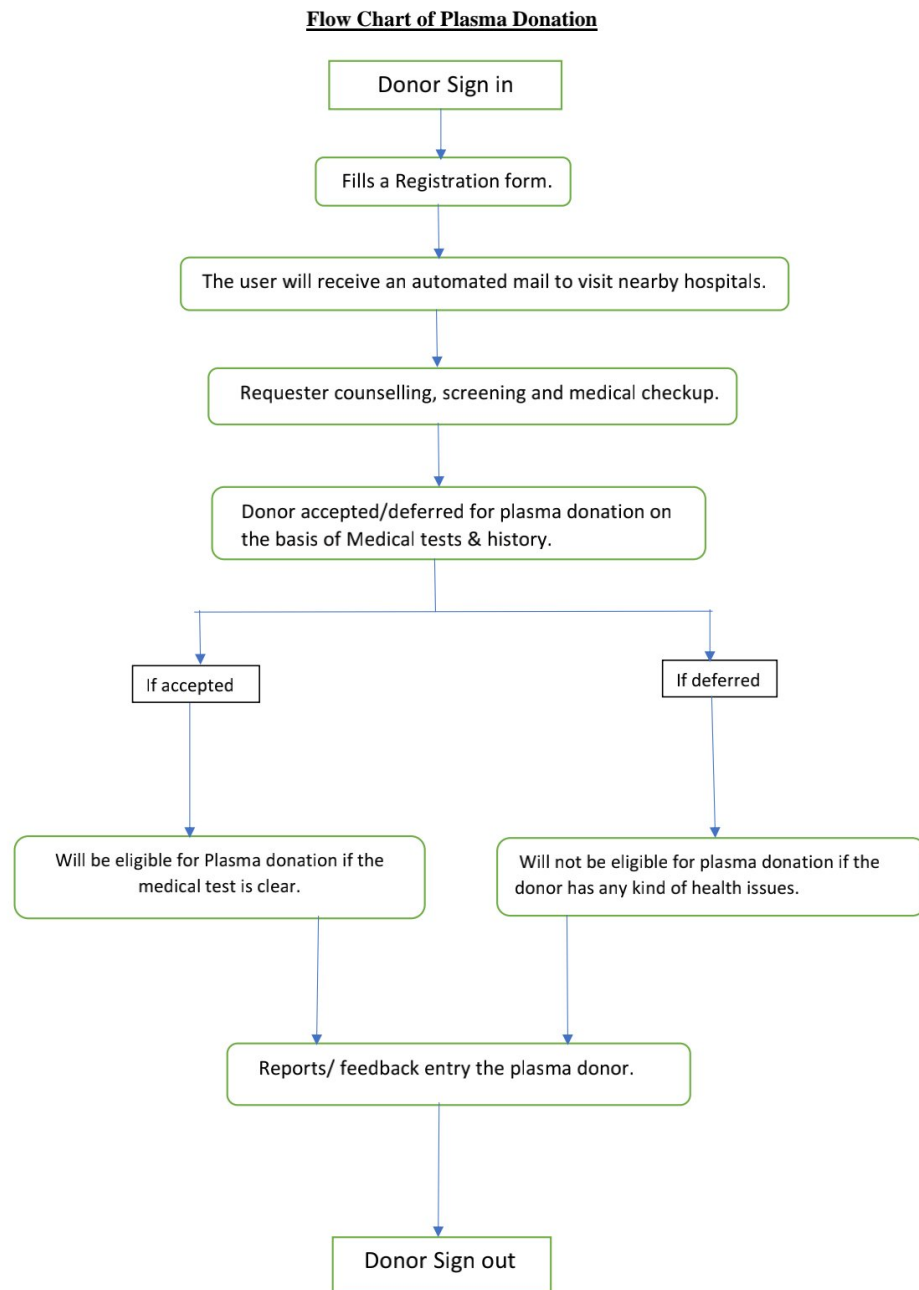 Flow Chart of Plasma Donation
Donor Sign in
Fills a Registration form.
The user will receive an automated mail to visit nearby hospitals.
Requester counselling, screening and medical checkup.
Donor accepted/deferred for plasma donation on
the basis of Medical tests & history.
If accepted
If deferred
Will be eligible for Plasma donation if the
medical test is clear.
Will not be eligible for plasma donation if the
donor has any kind of health issues.
Reports/ feedback entry the plasma donor.
Donor Sign out